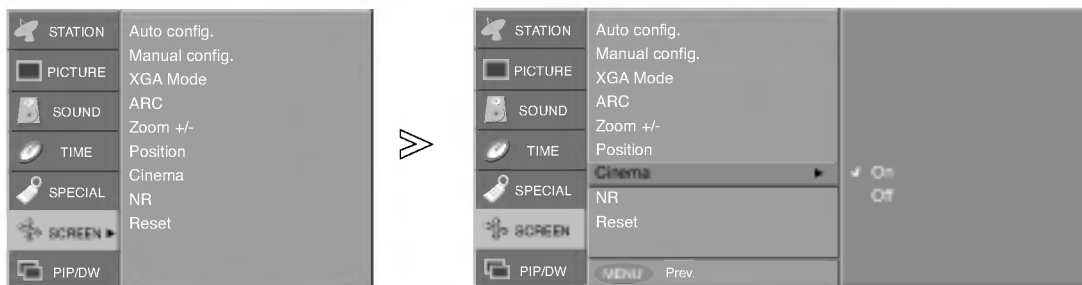 STATION
PICTURE
SOUND
TIME
SPECIAL
SCREEN
PIP/DW
Auto config.
Manual config.
XGA Mode
ARC
Zoom +/-
Position
Cinema
NR
Reset
STATION
PICTURE
SOUND
TIME
SPECIAL
SCREEN
PIP/DW
Auto config.
Manual config.
XGA Mode
ARC
Zoom +/-
Position
Cinema
NR
Reset
MENU Prev.
On
Off